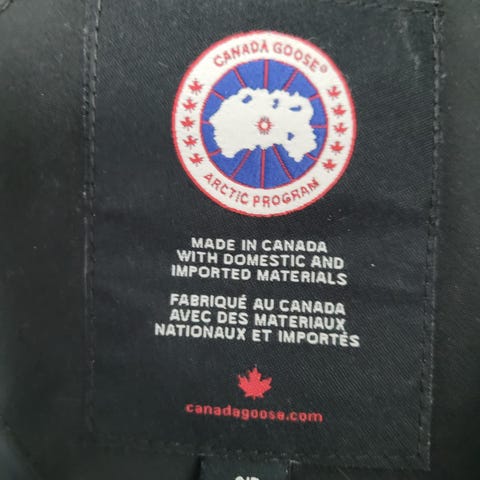 CANADA GOOSE®
ARCTIC PROGRAM
MADE IN CANADA
WITH DOMESTIC AND
IMPORTED MATERIALS
FABRIQUÉ AU CANADA
AVEC DES MATERIAUX
NATIONAUX ET IMPORTÉS
canadagoose.com